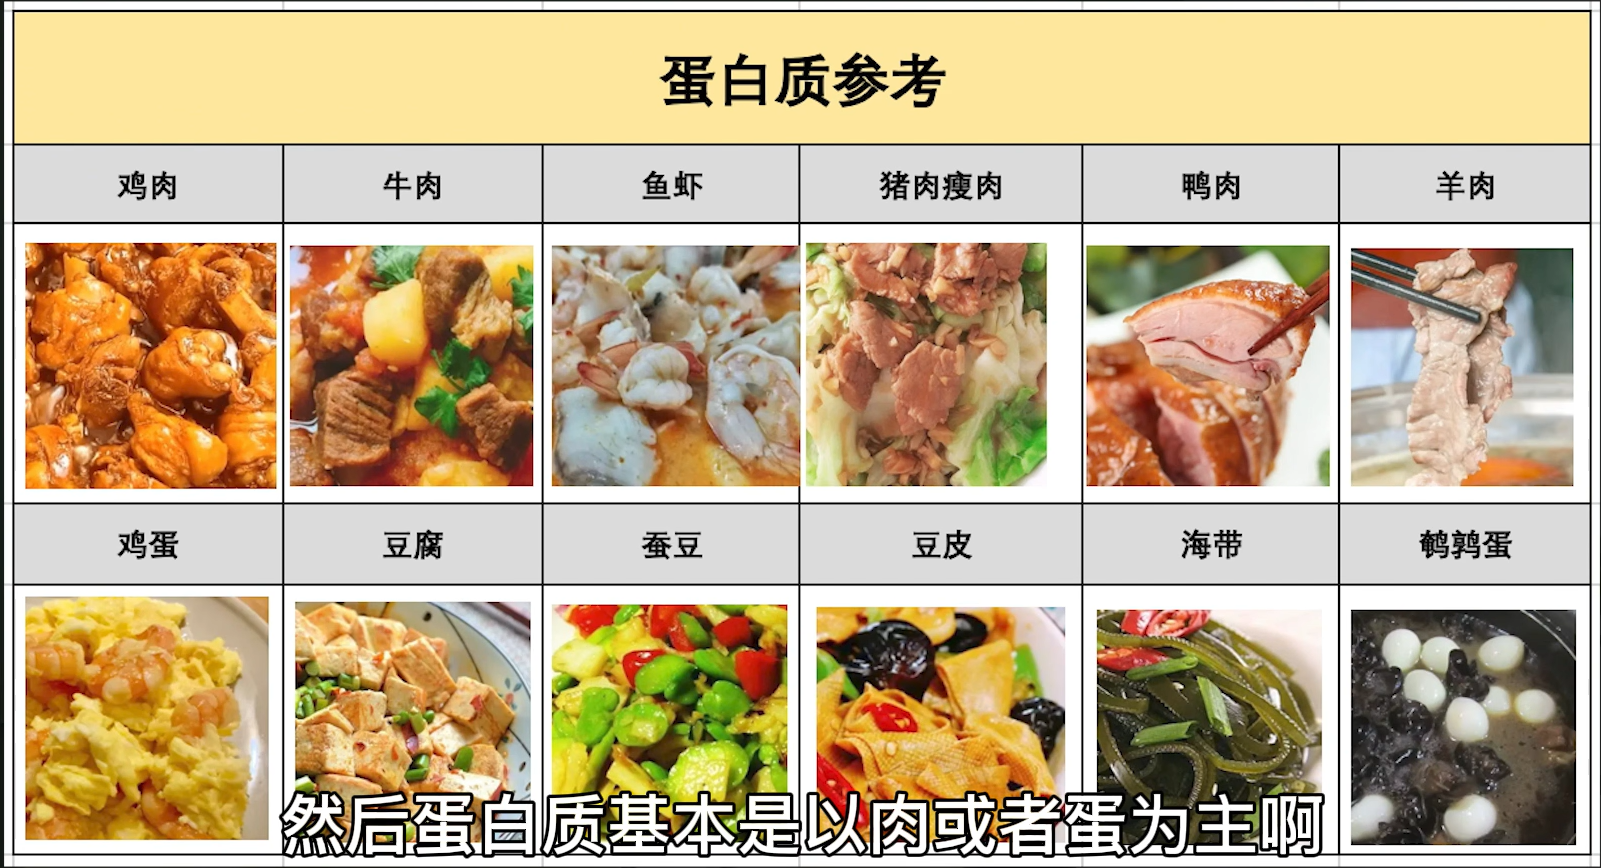 蛋白质参考
鸡肉 牛肉 鱼虾 猪肉瘦肉 鸭肉 羊肉
鸡蛋 豆腐 蚕豆 豆皮 海带 鹌鹑蛋
然后蛋白质基本是以肉或者蛋为主啊